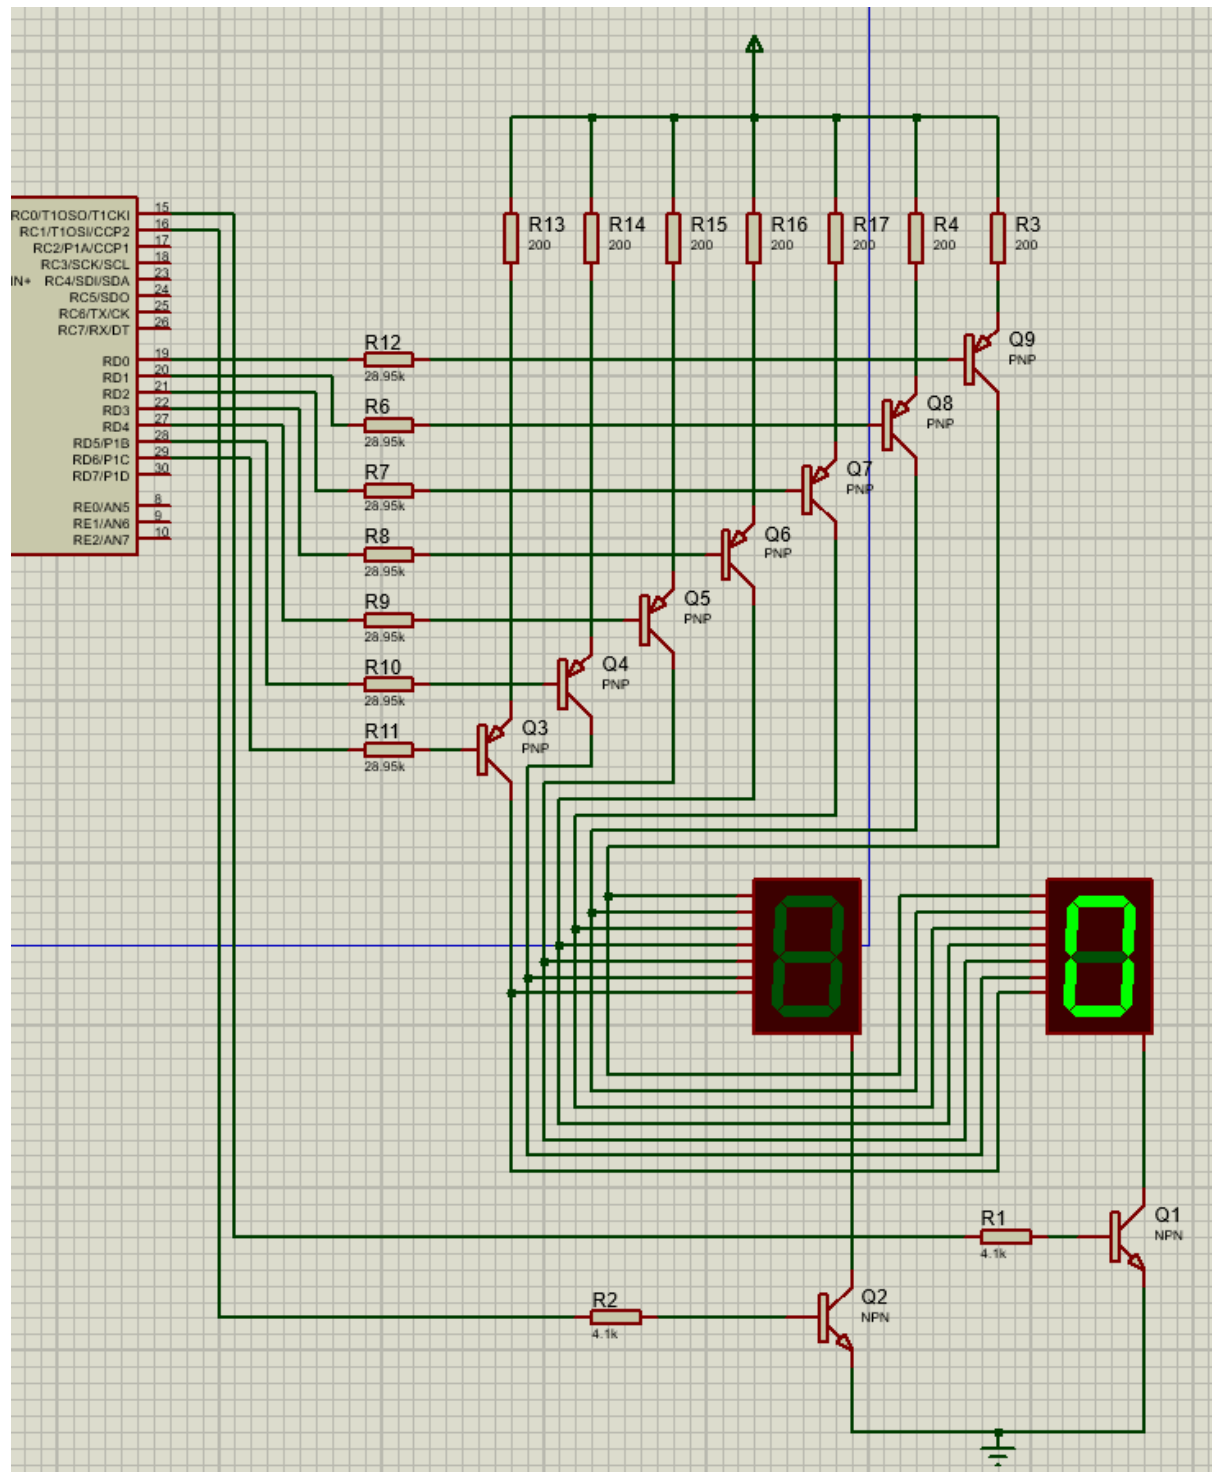 RC0/T1OSO/T1CKI 15
RC1/T1OSI/CCP2 16
RC2/P1A/CCP1 17
RC3/SCK/SCL 18
IN+ RC4/SDI/SDA 23
RC5/SDO 24
RC6/TX/CK 25
RC7/RX/DT 26
RD0 19
RD1 20
RD2 21
RD3 22
RD4 27
RD5/P1B 28
RD6/P1C 29
RD7/P1D 30
RE0/AN5 8
RE1/AN6 9
RE2/AN7 10
R13
200
R14
200
R15
200
R16
200
R17
200
R4
200
R3
200
R12
28.95k
R6
28.95k
R7
28.95k
R8
28.95k
R9
28.95k
R10
28.95k
R11
28.95k
Q9
PNP
Q8
PNP
Q7
PNP
Q6
PNP
Q5
PNP
Q4
PNP
Q3
PNP
8
0
R1
4.1k
Q1
NPN
R2
4.1k
Q2
NPN